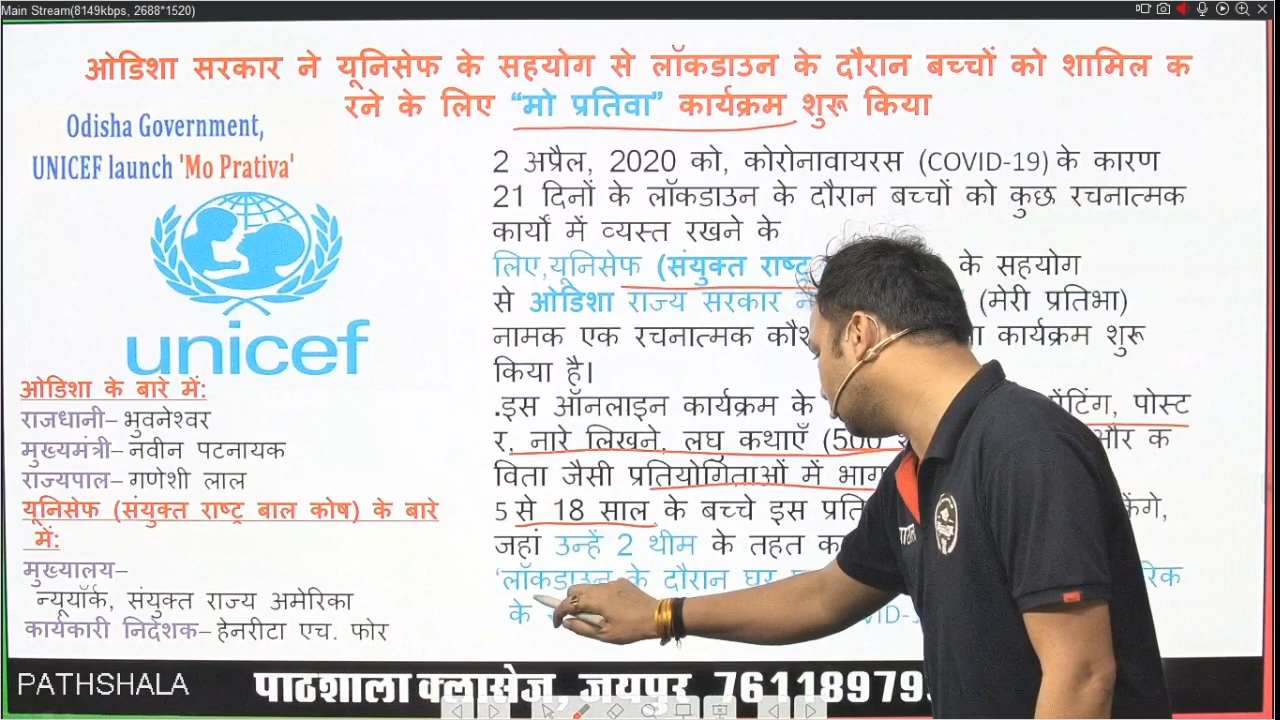 Main Stream(8149kbps, 2688*1520)
ओडिशा सरकार ने यूनिसेफ के सहयोग से लॉकडाउन के दौरान बच्चों को शामिल क
रने के लिए “मो प्रतिवा” कार्यक्रम शुरू किया
Odisha Government,
UNICEF launch 'Mo Prativa'
unicef
ओडिशा के बारे में:
राजधानी– भुवनेश्वर
मुख्यमंत्री– नवीन पटनायक
राज्यपाल– गणेशी लाल
यूनिसेफ (संयुक्त राष्ट्र बाल कोष) के बारे
में:
मुख्यालय–
न्यूयॉर्क, संयुक्त राज्य अमेरिका
कार्यकारी निर्देशक– हेनरीटा एच. फोर
2 अप्रैल, 2020 को, कोरोनावायरस (COVID-19) के कारण
21 दिनों के लॉकडाउन के दौरान बच्चों को कुछ रचनात्मक
कार्यों में व्यस्त रखने के
लिए,यूनिसेफ (संयुक्त राष्ट्र के सहयोग
से ओडिशा राज्य सरकार (मेरी प्रतिभा)
नामक एक रचनात्मक कार्यक्रम शुरू
किया है।
.इस ऑनलाइन कार्यक्रम के पेंटिंग, पोस्ट
र, नारे लिखने, लघु कथाएँ (500 और क
विता जैसी प्रतियोगिताओं में भाग
5 से 18 साल के बच्चे इस
जहां उन्हें 2 थीम के तहत
‘लॉकडाउन के दौरान घर
के
PATHSHALA पाठशाला क्लासेज, जयपुर 76118979